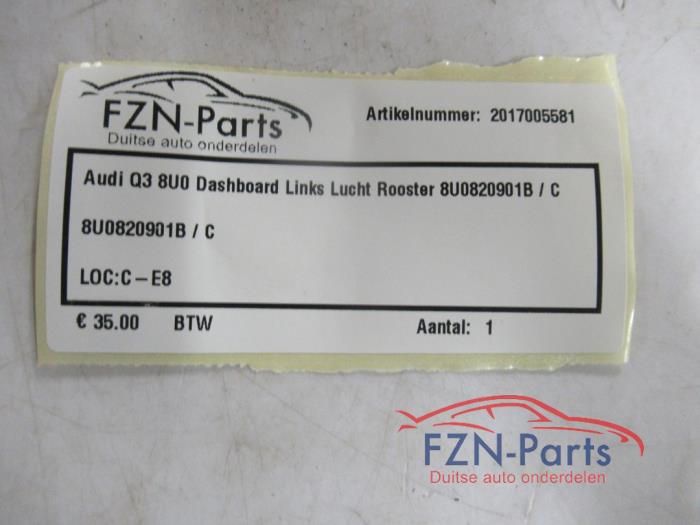 FZN-Parts
Duitse auto onderdelen
Artikelnummer: 2017005581
Audi Q3 8U0 Dashboard Links Lucht Rooster 8U0820901B / C
8U0820901B / C
LOC:C-E8
€ 35.00 BTW Aantal: 1
FZN-Parts
Duitse auto onderdelen